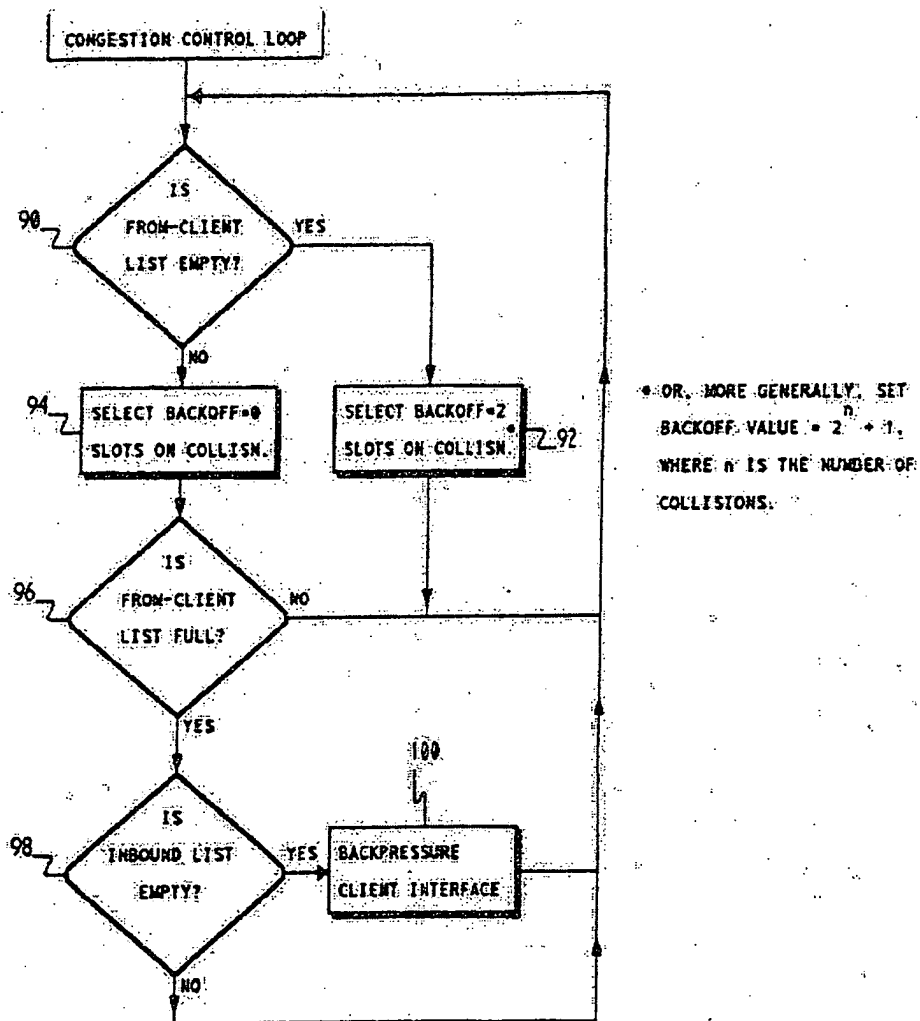 CONGESTION CONTROL LOOP
90
IS
FROM-CLIENT
LIST EMPTY?
YES
NO
94
SELECT BACKOFF=0
SLOTS ON COLLISN.
SELECT BACKOFF=2
SLOTS ON COLLISN.*
92
* OR, MORE GENERALLY, SET
BACKOFF VALUE = 2^n + 1,
WHERE n IS THE NUMBER OF
COLLISIONS.
96
IS
FROM-CLIENT
LIST FULL?
NO
YES
100
98
IS
INBOUND LIST
EMPTY?
YES
BACKPRESSURE
CLIENT INTERFACE
NO